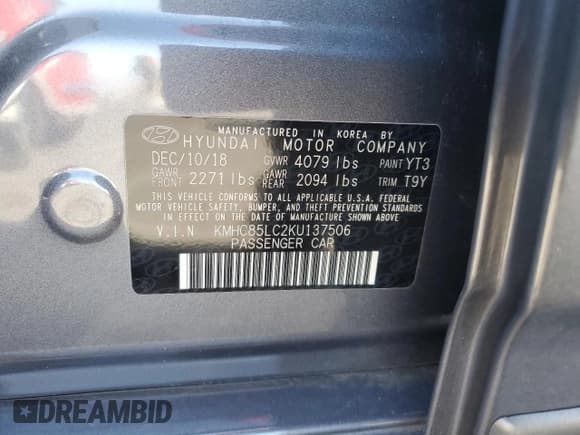 MANUFACTURED IN KOREA BY
HYUNDAI MOTOR COMPANY
DEC/10/18 GVWR 4079 lbs PAINT YT3
GAWR FRONT 2271 lbs GAWR REAR 2094 lbs TRIM T9Y
THIS VEHICLE CONFORMS TO ALL APPLICABLE U.S.A FEDERAL
MOTOR VEHICLE SAFETY, BUMPER, AND THEFT PREVENTION STANDARDS
IN EFFECT ON THE DATE OF MANUFACTURE SHOWN ABOVE.
V.I.N KMHC85LC2KU137506
PASSENGER CAR
DREAMBID